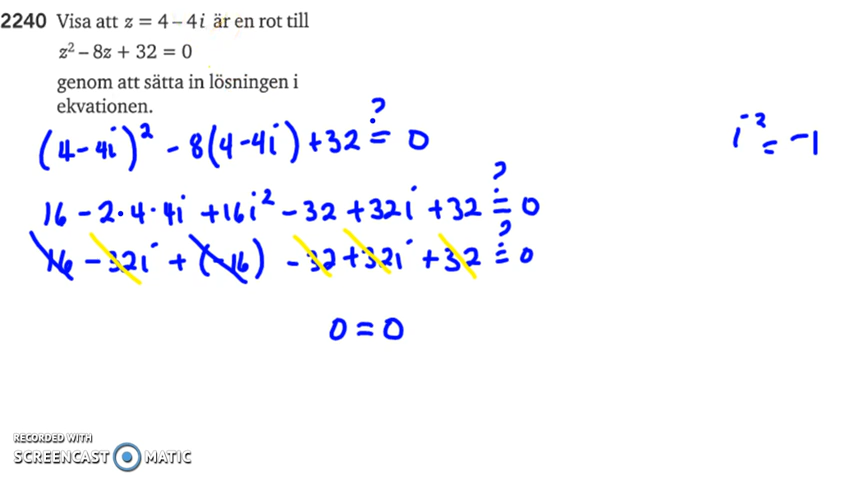 2240 Visa att z = 4 – 4i är en rot till
z² – 8z + 32 = 0
genom att sätta in lösningen i
ekvationen.
(4-4i)² - 8(4-4i) + 32 ≟ 0
i² = -1
16 - 2·4·4i + 16i² - 32 + 32i + 32 ≟ 0
16 - 32i + (-16) - 32 + 32i + 32 ≟ 0
0 = 0
RECORDED WITH
SCREENCAST MATIC